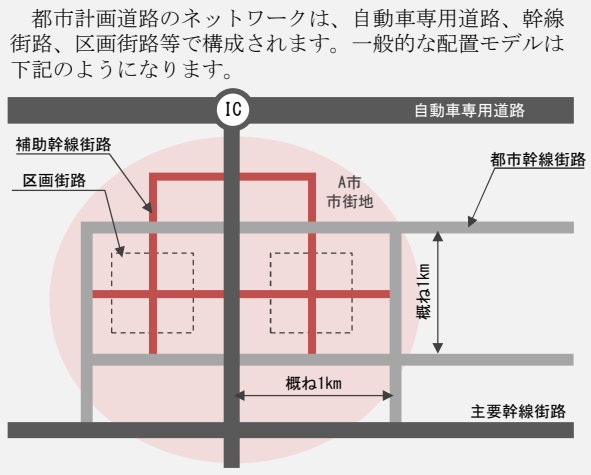 都市計画道路のネットワークは、自動車専用道路、幹線
街路、区画街路等で構成されます。一般的な配置モデルは
下記のようになります。
IC
自動車専用道路
補助幹線街路
区画街路
A市
市街地
都市幹線街路
概ね1km
概ね1km
主要幹線街路